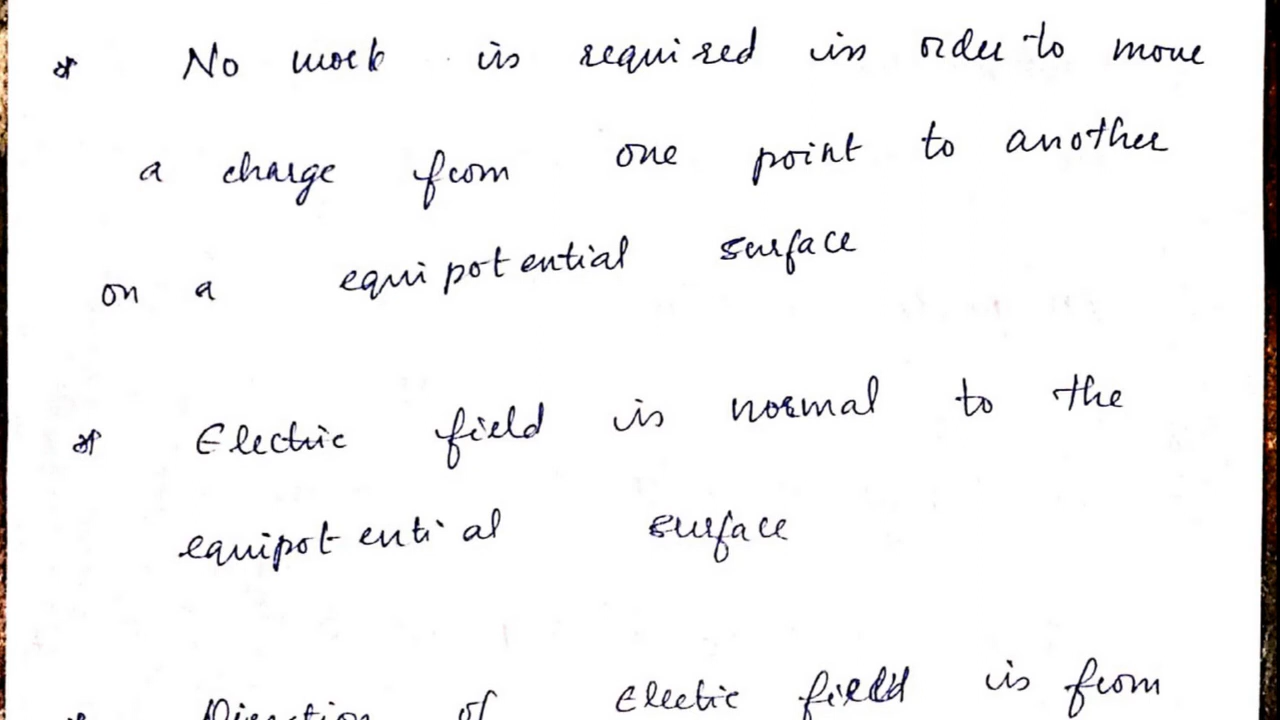 * No work is required in order to move
a charge from one point to another
on a equipotential surface
* Electric field is normal to the
equipotential surface
* Direction of Electric field is from